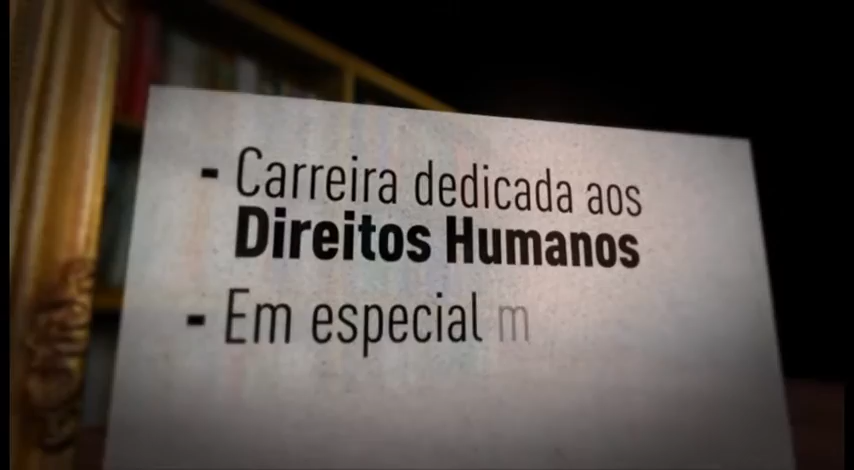 - Carreira dedicada aos
Direitos Humanos
- Em especial m